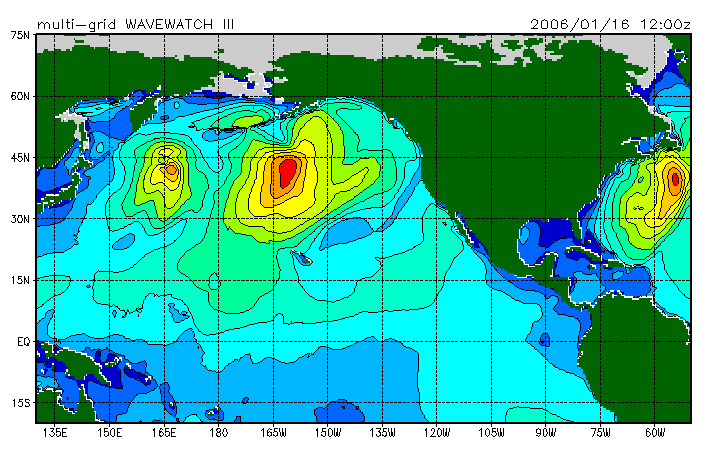 multi-grid WAVEWATCH III 2006/01/16 12:00z
75N
60N
45N
30N
15N
EQ
15S
135E 150E 165E 180 165W 150W 135W 120W 105W 90W 75W 60W